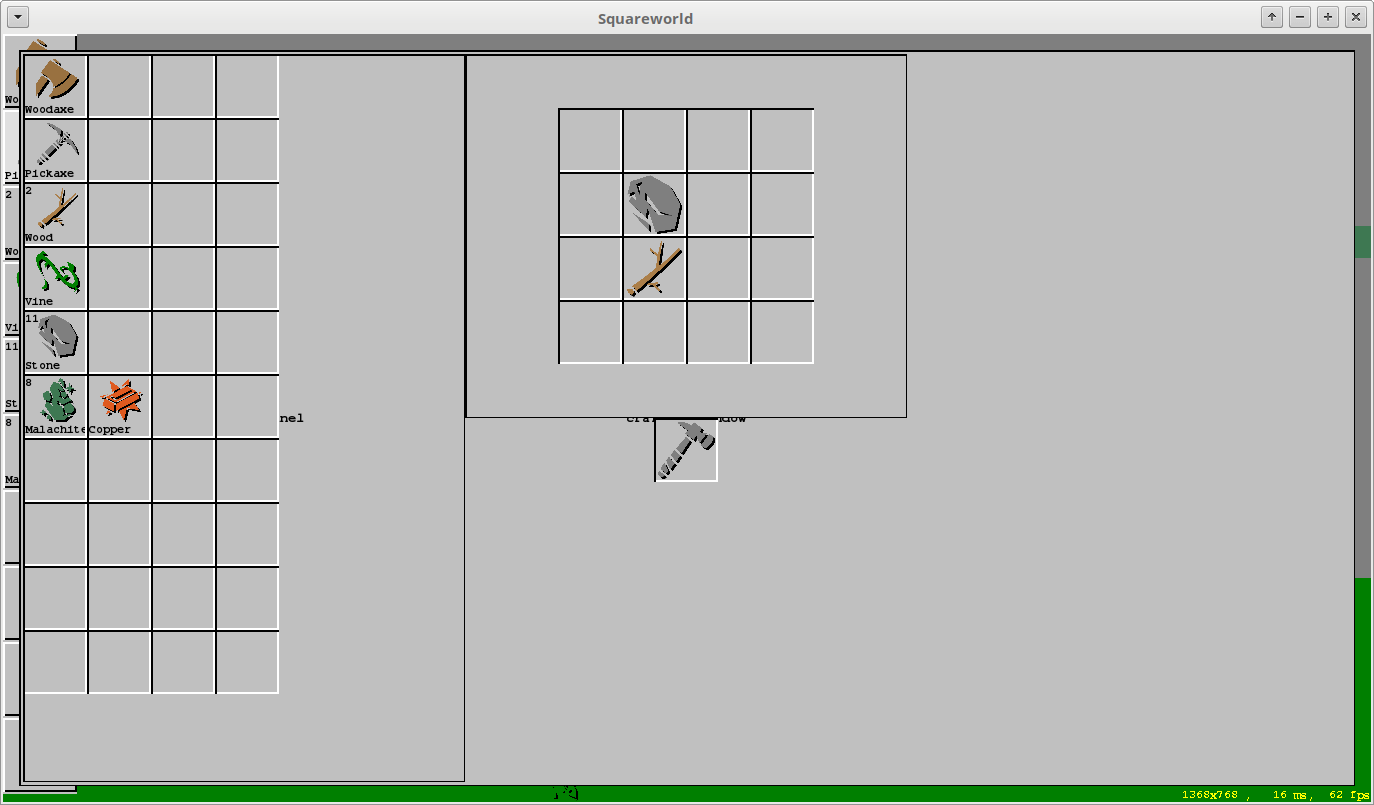 Squareworld
Woodaxe
Pickaxe
2
Wood
Vine
11
Stone
8
Malachite Copper
Wo
Pi
2
Wo
Vi
11
St
8
Ma
nel
cra dow
1368x768 , 16 ms, 62 fps